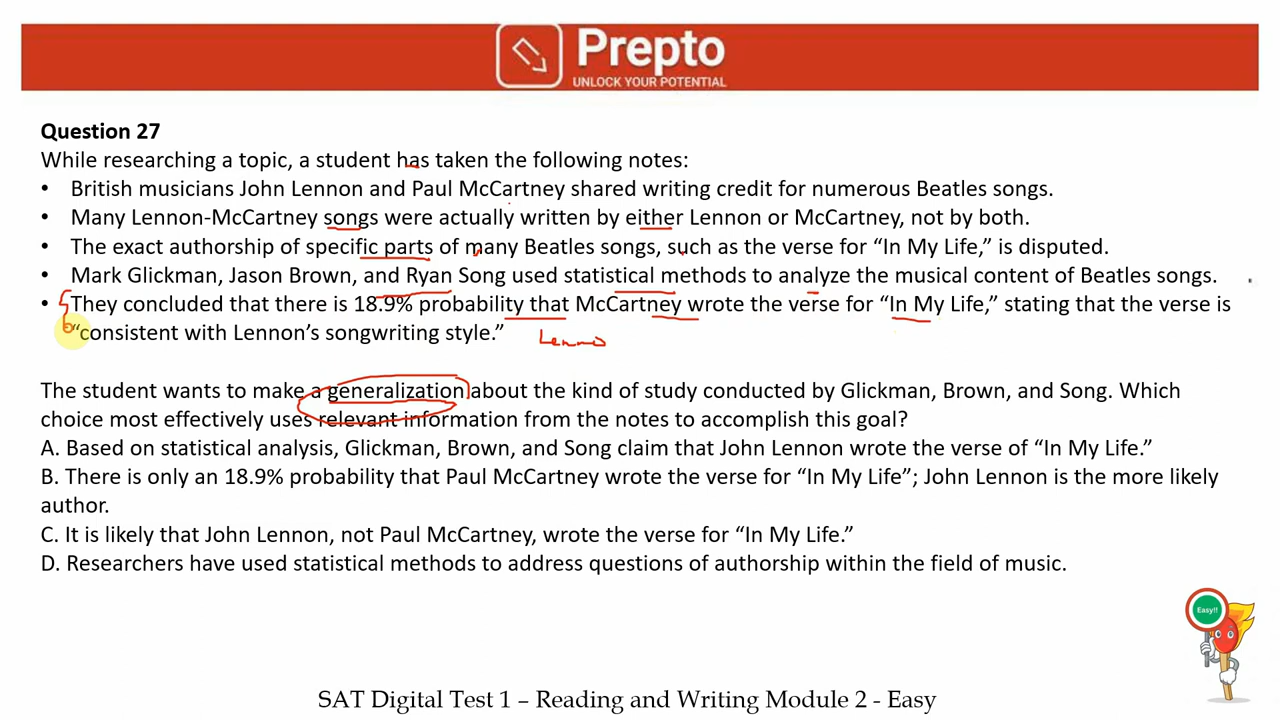 Prepto
UNLOCK YOUR POTENTIAL
Question 27
While researching a topic, a student has taken the following notes:
• British musicians John Lennon and Paul McCartney shared writing credit for numerous Beatles songs.
• Many Lennon-McCartney songs were actually written by either Lennon or McCartney, not by both.
• The exact authorship of specific parts of many Beatles songs, such as the verse for “In My Life,” is disputed.
• Mark Glickman, Jason Brown, and Ryan Song used statistical methods to analyze the musical content of Beatles songs.
• They concluded that there is 18.9% probability that McCartney wrote the verse for “In My Life,” stating that the verse is
“consistent with Lennon’s songwriting style.”
The student wants to make a generalization about the kind of study conducted by Glickman, Brown, and Song. Which
choice most effectively uses relevant information from the notes to accomplish this goal?
A. Based on statistical analysis, Glickman, Brown, and Song claim that John Lennon wrote the verse of “In My Life.”
B. There is only an 18.9% probability that Paul McCartney wrote the verse for “In My Life”; John Lennon is the more likely
author.
C. It is likely that John Lennon, not Paul McCartney, wrote the verse for “In My Life.”
D. Researchers have used statistical methods to address questions of authorship within the field of music.
Easy!!
SAT Digital Test 1 – Reading and Writing Module 2 - Easy